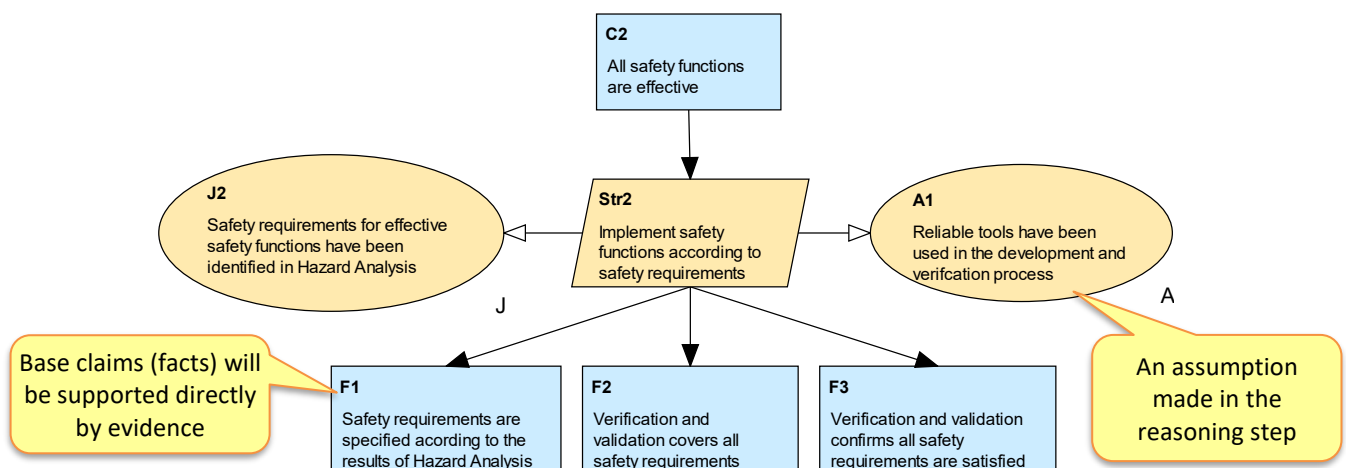 C2
All safety functions
are effective
J2
Safety requirements for effective
safety functions have been
identified in Hazard Analysis
J
Str2
Implement safety
functions according to
safety requirements
A1
Reliable tools have been
used in the development and
verifcation process
A
Base claims (facts) will
be supported directly
by evidence
F1
Safety requirements are
specified acording to the
results of Hazard Analysis
F2
Verification and
validation covers all
safety requirements
F3
Verification and validation
confirms all safety
requirements are satisfied
An assumption
made in the
reasoning step